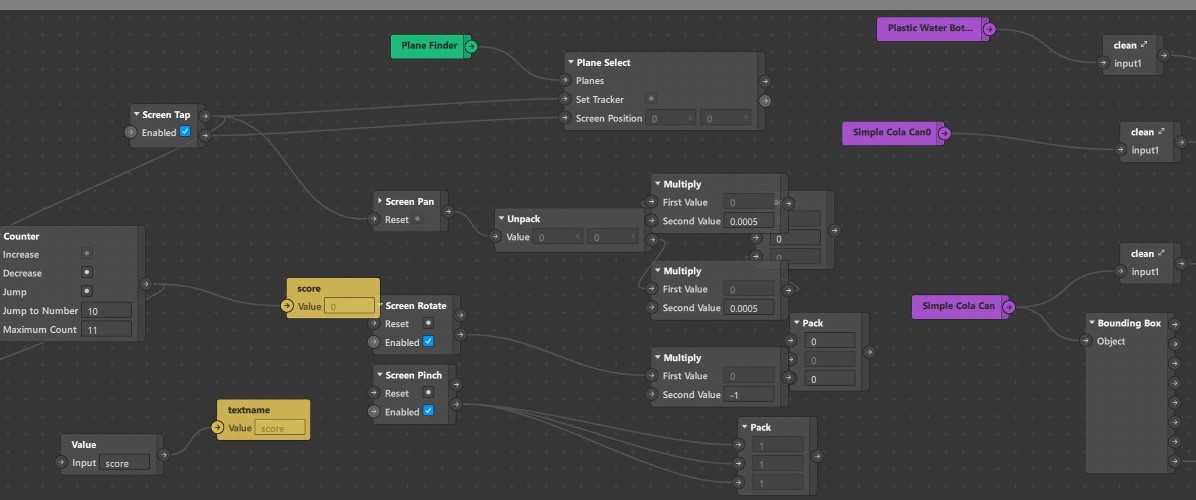 Plastic Water Bot...
Plane Finder
clean
input1
Plane Select
Planes
Set Tracker
Screen Position 0 0
Screen Tap
Enabled
Simple Cola Can0
clean
input1
Multiply
First Value 0
Second Value 0.0005
0
0
Screen Pan
Reset
Unpack
Value 0 0
Counter
Increase
Decrease
Jump
Jump to Number 10
Maximum Count 11
clean
input1
Multiply
First Value 0
Second Value 0.0005
score
Value 0
Screen Rotate
Reset
Enabled
Simple Cola Can
Bounding Box
Object
Pack
0
0
0
Multiply
First Value 0
Second Value -1
Screen Pinch
Reset
Enabled
textname
Value score
Pack
1
1
1
Value
Input score